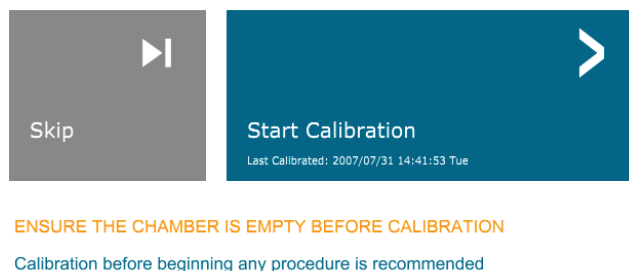 Skip
Start Calibration
Last Calibrated: 2007/07/31 14:41:53 Tue
ENSURE THE CHAMBER IS EMPTY BEFORE CALIBRATION
Calibration before beginning any procedure is recommended